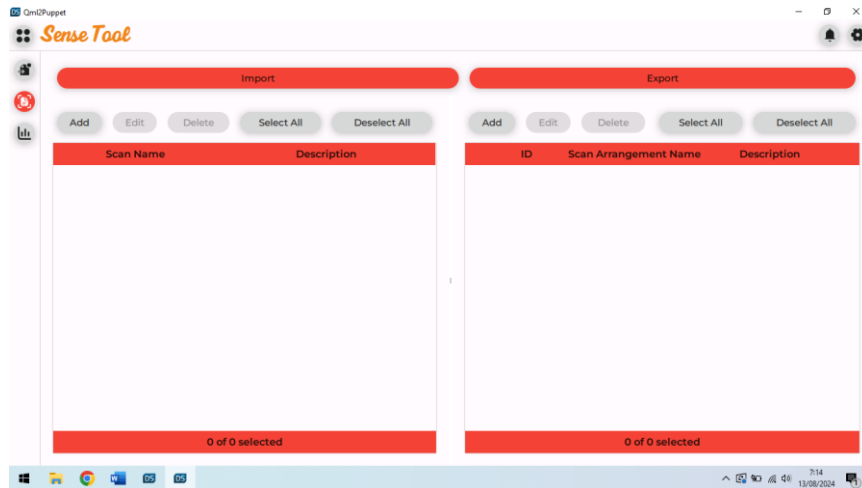 Qml2Puppet
Sense Tool
Import
Export
Add Edit Delete Select All Deselect All
Add Edit Delete Select All Deselect All
Scan Name Description
ID Scan Arrangement Name Description
0 of 0 selected
0 of 0 selected
7:14
13/08/2024